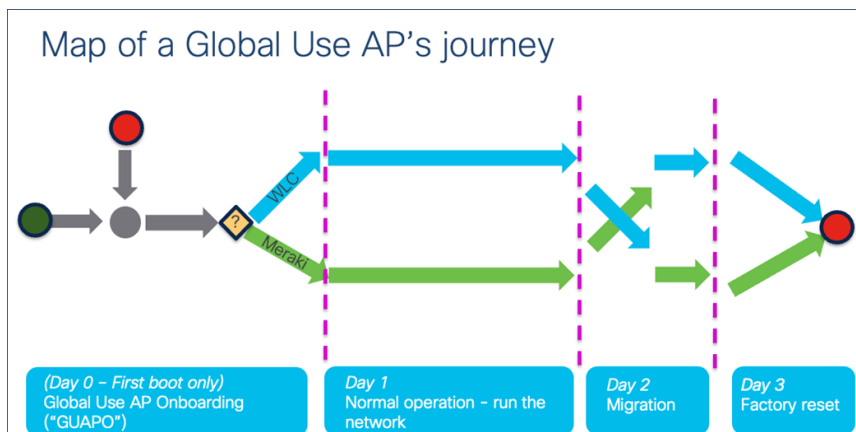 Map of a Global Use AP's journey
WLC
?
Meraki
(Day 0 – First boot only)
Global Use AP Onboarding
("GUAPO")
Day 1
Normal operation - run the
network
Day 2
Migration
Day 3
Factory reset